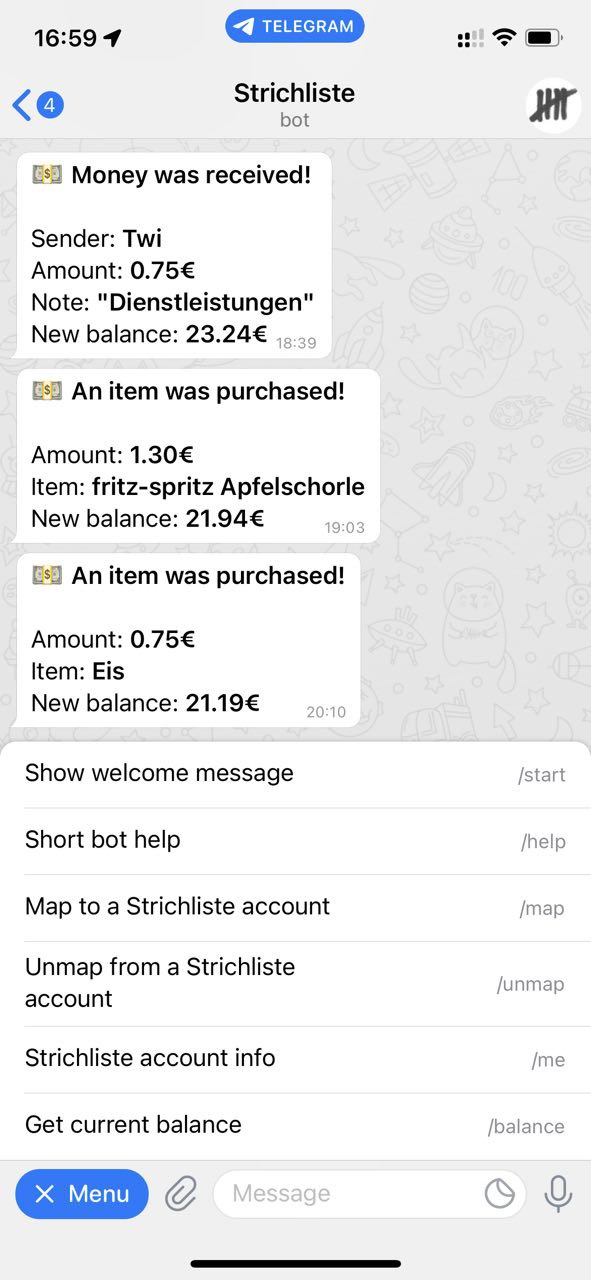 16:59
TELEGRAM
4
Strichliste
bot
💵 Money was received!
Sender: Twi
Amount: 0.75€
Note: "Dienstleistungen"
New balance: 23.24€ 18:39
💵 An item was purchased!
Amount: 1.30€
Item: fritz-spritz Apfelschorle
New balance: 21.94€ 19:03
💵 An item was purchased!
Amount: 0.75€
Item: Eis
New balance: 21.19€ 20:10
Show welcome message /start
Short bot help /help
Map to a Strichliste account /map
Unmap from a Strichliste
account /unmap
Strichliste account info /me
Get current balance /balance
Menu Message